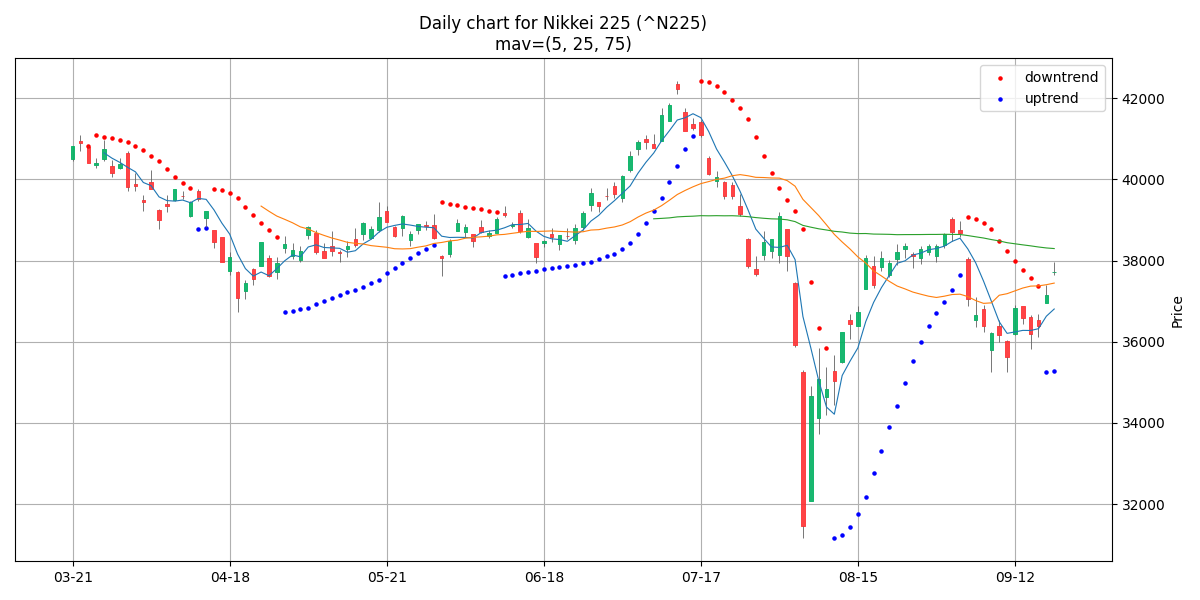 Daily chart for Nikkei 225 (^N225)
mav=(5, 25, 75)
downtrend
uptrend
42000
40000
38000
36000
34000
32000
Price
03-21
04-18
05-21
06-18
07-17
08-15
09-12